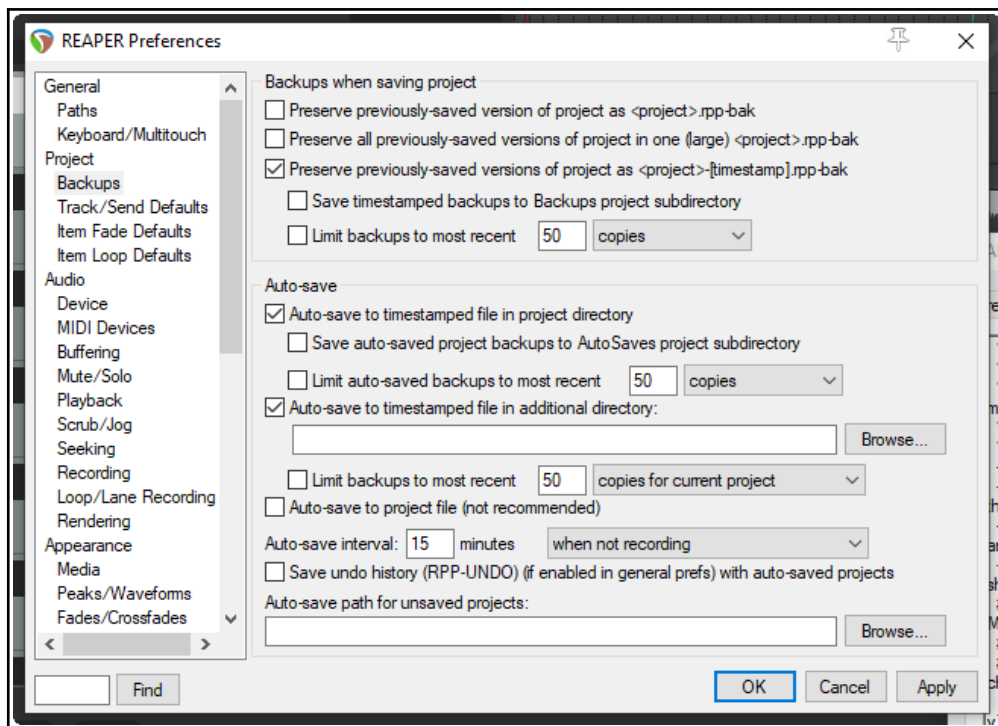 REAPER Preferences
General
Paths
Keyboard/Multitouch
Project
Backups
Track/Send Defaults
Item Fade Defaults
Item Loop Defaults
Audio
Device
MIDI Devices
Buffering
Mute/Solo
Playback
Scrub/Jog
Seeking
Recording
Loop/Lane Recording
Rendering
Appearance
Media
Peaks/Waveforms
Fades/Crossfades
Find
Backups when saving project
Preserve previously-saved version of project as <project>.rpp-bak
Preserve all previously-saved versions of project in one (large) <project>.rpp-bak
Preserve previously-saved versions of project as <project>-[timestamp].rpp-bak
Save timestamped backups to Backups project subdirectory
Limit backups to most recent 50 copies
Auto-save
Auto-save to timestamped file in project directory
Save auto-saved project backups to AutoSaves project subdirectory
Limit auto-saved backups to most recent 50 copies
Auto-save to timestamped file in additional directory:
Browse...
Limit backups to most recent 50 copies for current project
Auto-save to project file (not recommended)
Auto-save interval: 15 minutes when not recording
Save undo history (RPP-UNDO) (if enabled in general prefs) with auto-saved projects
Auto-save path for unsaved projects:
Browse...
OK Cancel Apply